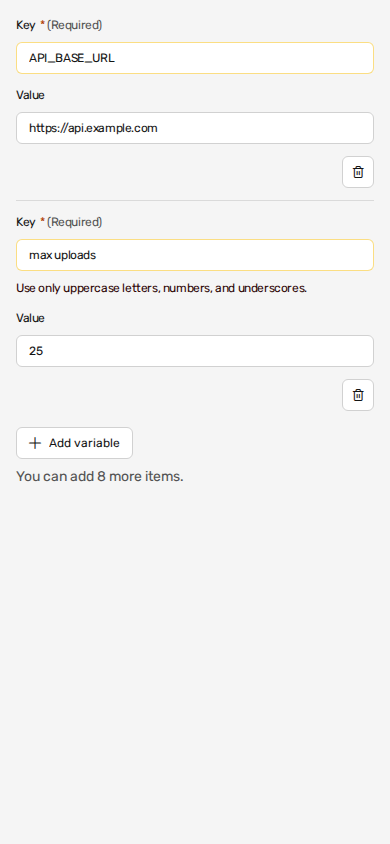 Key * (Required)
API_BASE_URL
Value
https://api.example.com
Key * (Required)
max uploads
Use only uppercase letters, numbers, and underscores.
Value
25
Add variable
You can add 8 more items.